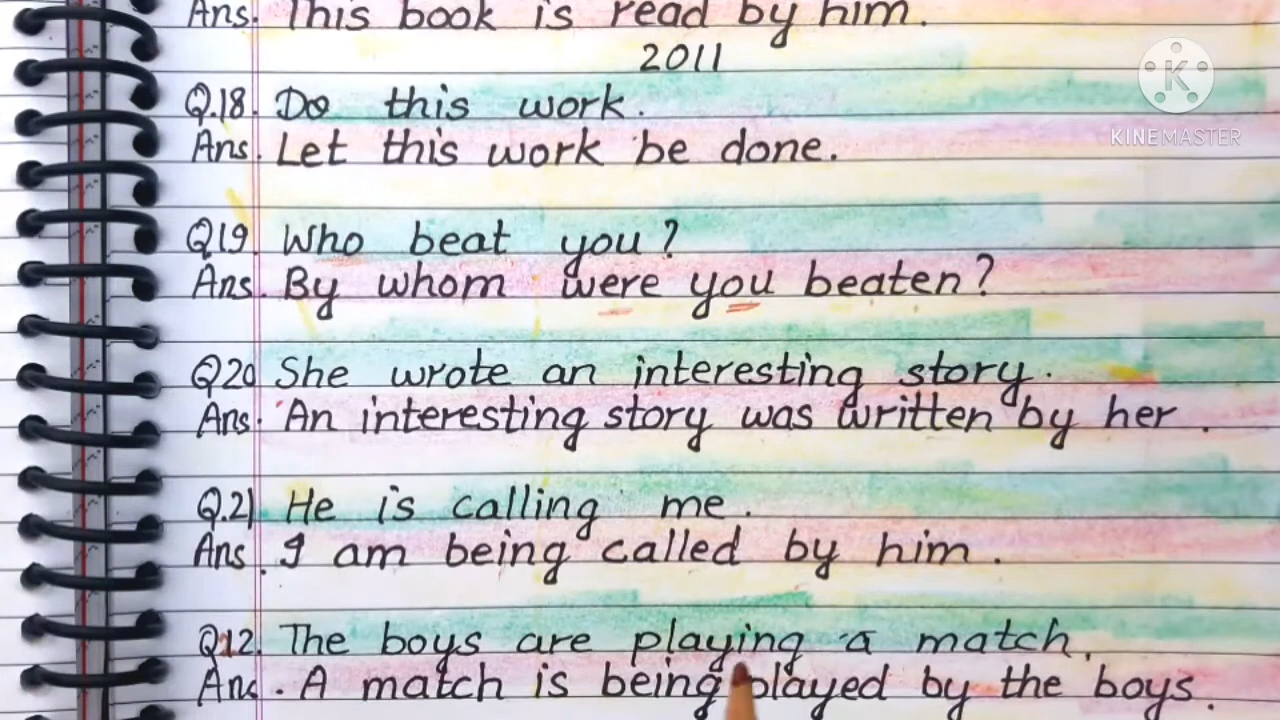 Ans. This book is read by him.
2011
K
KINEMASTER
Q.18. Do this work.
Ans. Let this work be done.
Q19. Who beat you?
Ans. By whom were you beaten?
Q20 She wrote an interesting story.
Ans. An interesting story was written by her.
Q.21 He is calling me.
Ans. I am being called by him.
Q12. The boys are playing a match.
Ans. A match is being played by the boys.